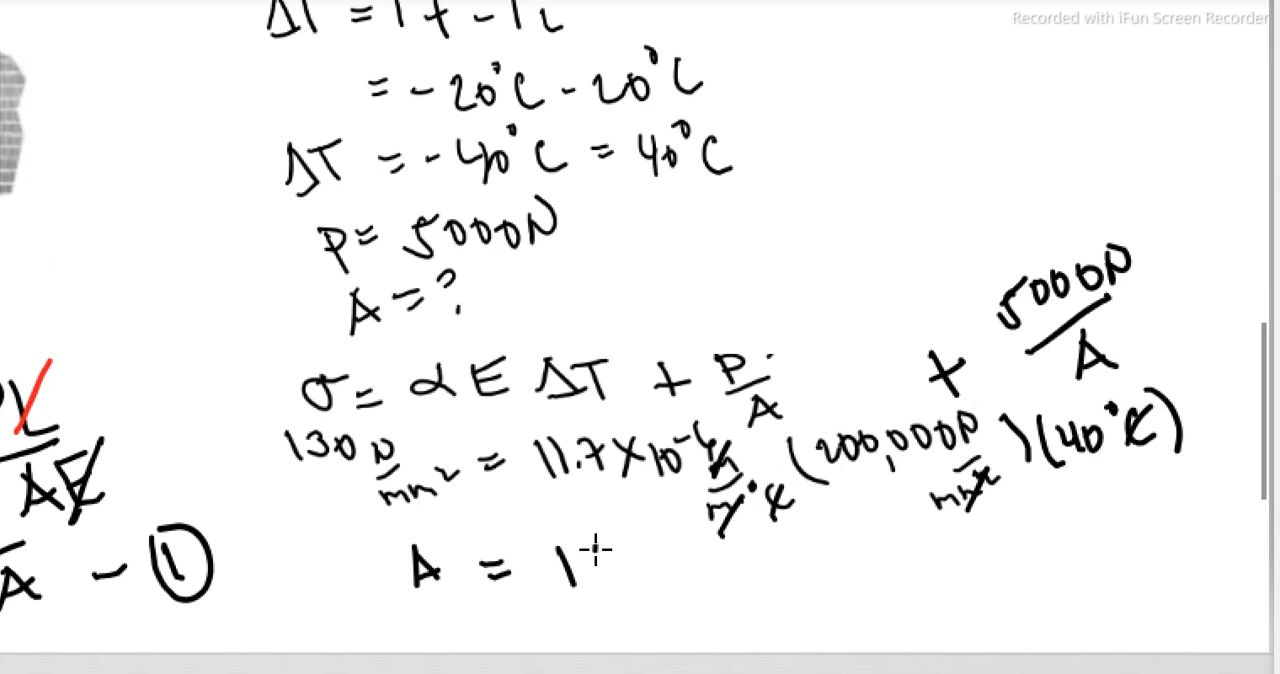 Recorded with iFun Screen Recorder
ΔT = Tf - Ti
= -20°C - 20°C
ΔT = -40°C = 40°C
P = 5000N
A = ?
σ = α E ΔT + P/A
130 N/mm² = 11.7 x 10⁻⁶ m/m°C (200,000 N/mm²)(40°C) + 5000N/A
A = 1
L
AE
A - ①